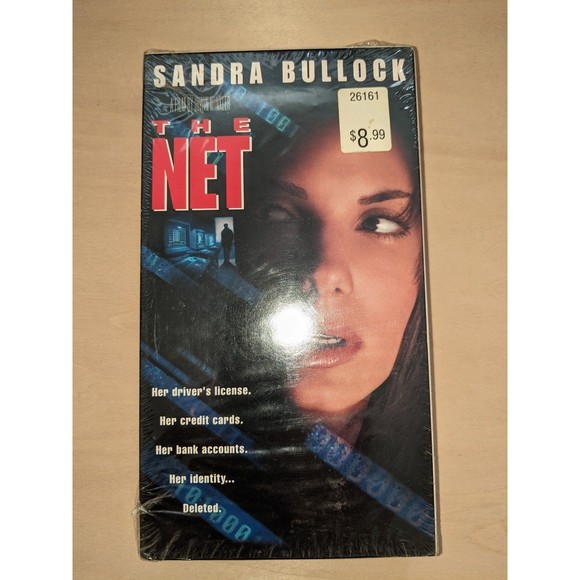 SANDRA BULLOCK
26161
$8.99
THE
NET
Her driver's license.
Her credit cards.
Her bank accounts.
Her identity...
Deleted.